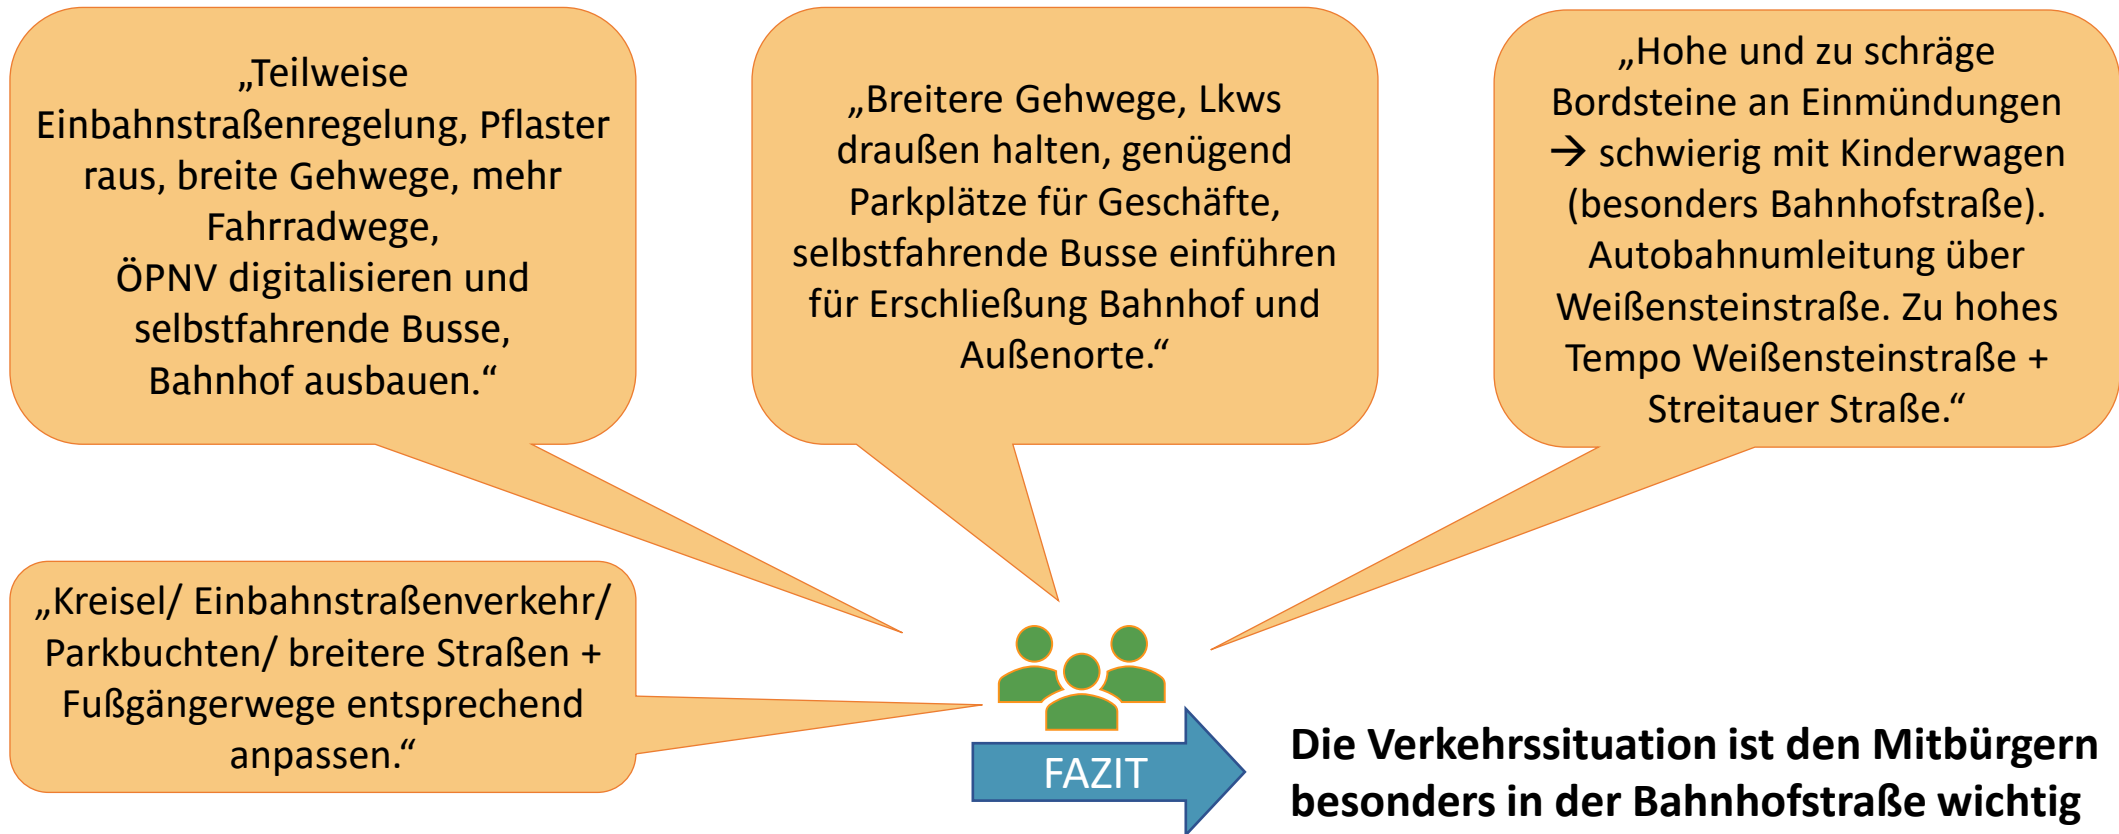 „Teilweise
Einbahnstraßenregelung, Pflaster
raus, breite Gehwege, mehr
Fahrradwege,
ÖPNV digitalisieren und
selbstfahrende Busse,
Bahnhof ausbauen.“
„Breitere Gehwege, Lkws
draußen halten, genügend
Parkplätze für Geschäfte,
selbstfahrende Busse einführen
für Erschließung Bahnhof und
Außenorte.“
„Hohe und zu schräge
Bordsteine an Einmündungen
→ schwierig mit Kinderwagen
(besonders Bahnhofstraße).
Autobahnumleitung über
Weißensteinstraße. Zu hohes
Tempo Weißensteinstraße +
Streitauer Straße.“
„Kreisel/ Einbahnstraßenverkehr/
Parkbuchten/ breitere Straßen +
Fußgängerwege entsprechend
anpassen.“
FAZIT
Die Verkehrssituation ist den Mitbürgern
besonders in der Bahnhofstraße wichtig